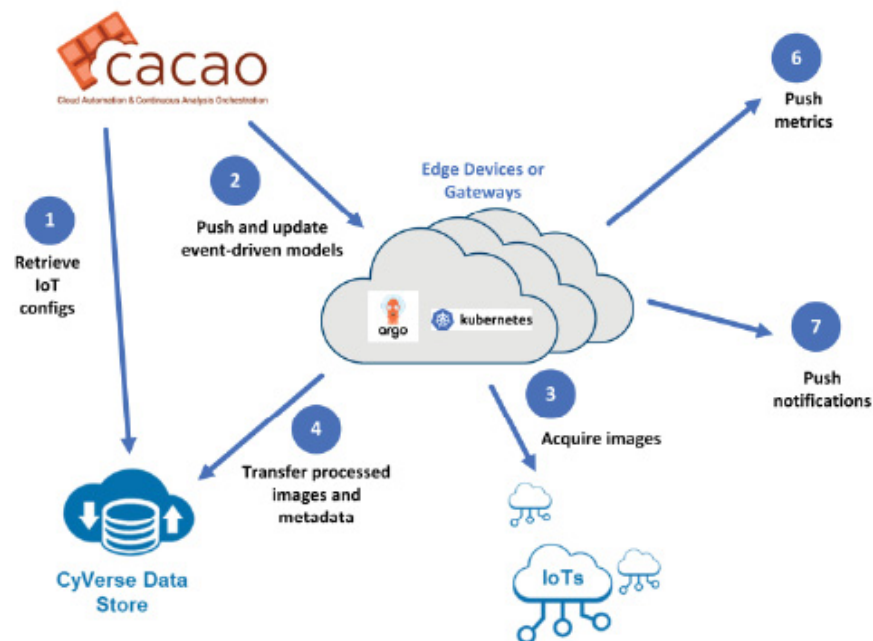 cacao
Cloud Automation & Continuous Analysis Orchestration
6
Push
metrics
Edge Devices or
Gateways
2
Push and update
event-driven models
1
Retrieve
IoT
configs
argo
kubernetes
7
Push
notifications
3
Acquire images
4
Transfer processed
images and
metadata
CyVerse Data
Store
IoTs